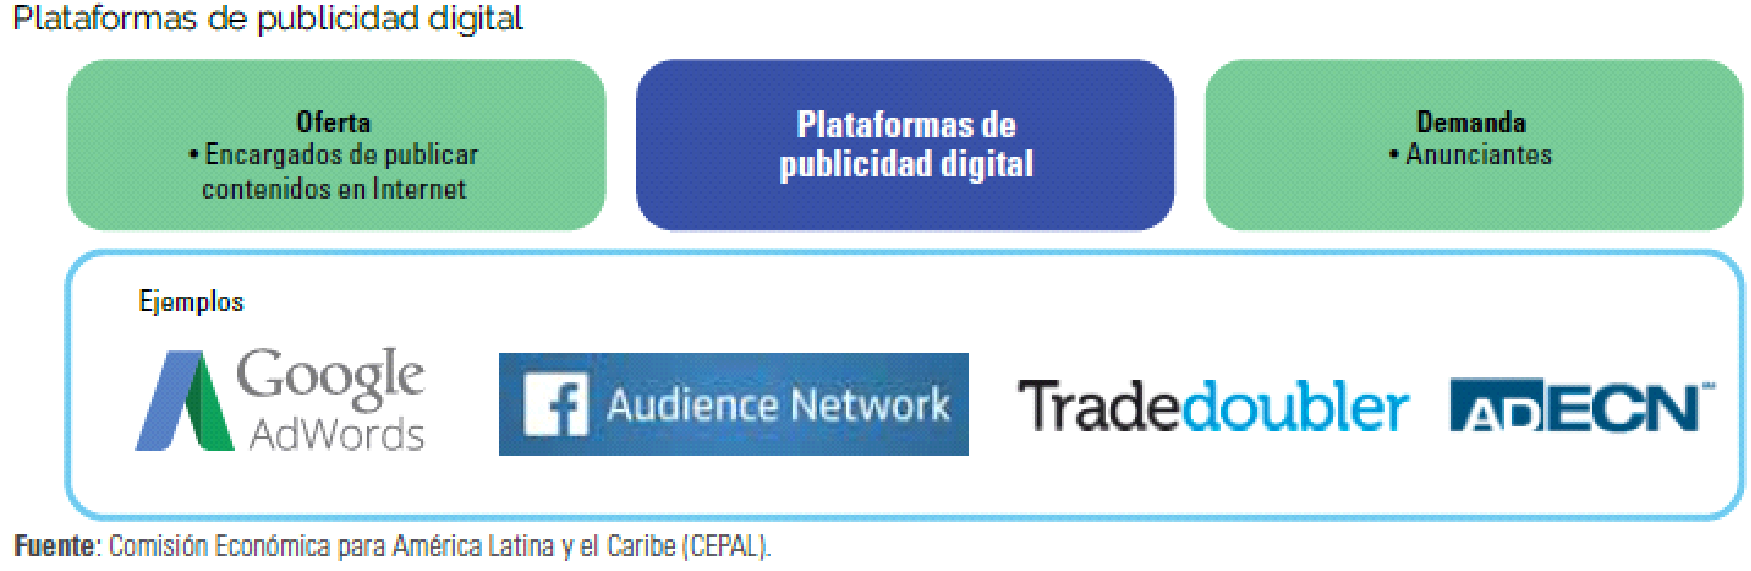 Plataformas de publicidad digital
Oferta
• Encargados de publicar
contenidos en Internet
Plataformas de
publicidad digital
Demanda
• Anunciantes
Ejemplos
Google
AdWords
f Audience Network
Tradedoubler
ADECN
Fuente: Comisión Económica para América Latina y el Caribe (CEPAL).